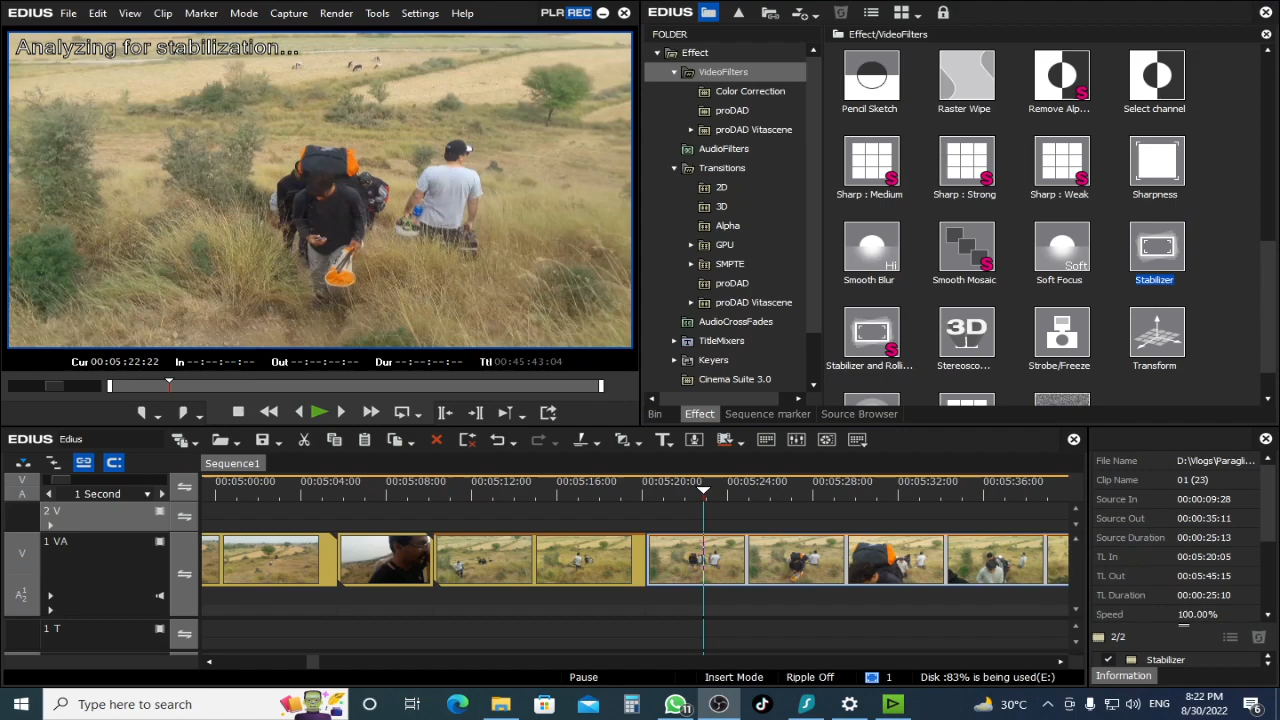 EDIUS File Edit View Clip Marker Mode Capture Render Tools Settings Help PLR REC
Analyzing for stabilization...
Cur 00:05:22:22 In --:--:--:-- Out --:--:--:-- Dur --:--:--:-- Ttl 00:45:43:04
EDIUS
FOLDER
Effect
VideoFilters
Color Correction
proDAD
proDAD Vitascene
AudioFilters
Transitions
2D
3D
Alpha
GPU
SMPTE
proDAD
proDAD Vitascene
AudioCrossFades
TitleMixers
Keyers
Cinema Suite 3.0
Effect/VideoFilters
Pencil Sketch Raster Wipe Remove Alp... Select channel
S
S S S
Sharp : Medium Sharp : Strong Sharp : Weak Sharpness
Hi S Soft
Smooth Blur Smooth Mosaic Soft Focus Stabilizer
S 3D
Stabilizer and Rolli... Stereosco... Strobe/Freeze Transform
Bin Effect Sequence marker Source Browser
EDIUS Edius
Sequence1
V
A 1 Second
00:05:00:00 00:05:04:00 00:05:08:00 00:05:12:00 00:05:16:00 00:05:20:00 00:05:24:00 00:05:28:00 00:05:32:00 00:05:36:00
2 V
1 VA
V
A 1 2
1 T
Pause Insert Mode Ripple Off 1 Disk :83% is being used(E:)
EDIUS
File Name D:\Vlogs\Paragli...
Clip Name 01 (23)
Source In 00:00:09:28
Source Out 00:00:35:11
Source Duration 00:00:25:13
TL In 00:05:20:05
TL Out 00:05:45:15
TL Duration 00:00:25:10
Speed 100.00%
2/2
Stabilizer
Information
Type here to search
11
30°C ENG
8:22 PM
8/30/2022
6